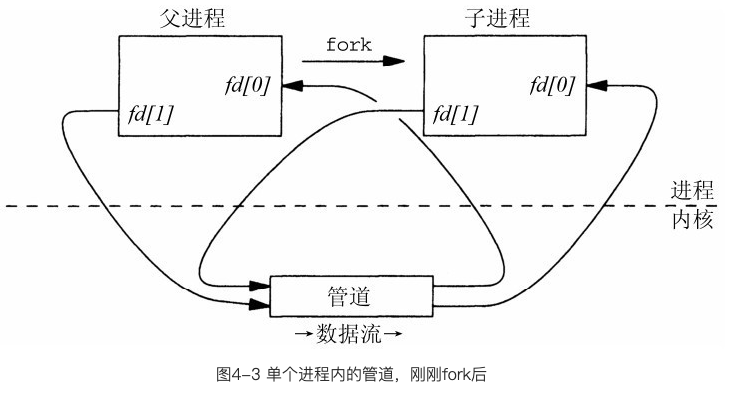 父进程
子进程
fork
fd[0]
fd[0]
fd[1]
fd[1]
进程
内核
管道
→数据流→
图4-3 单个进程内的管道，刚刚fork后